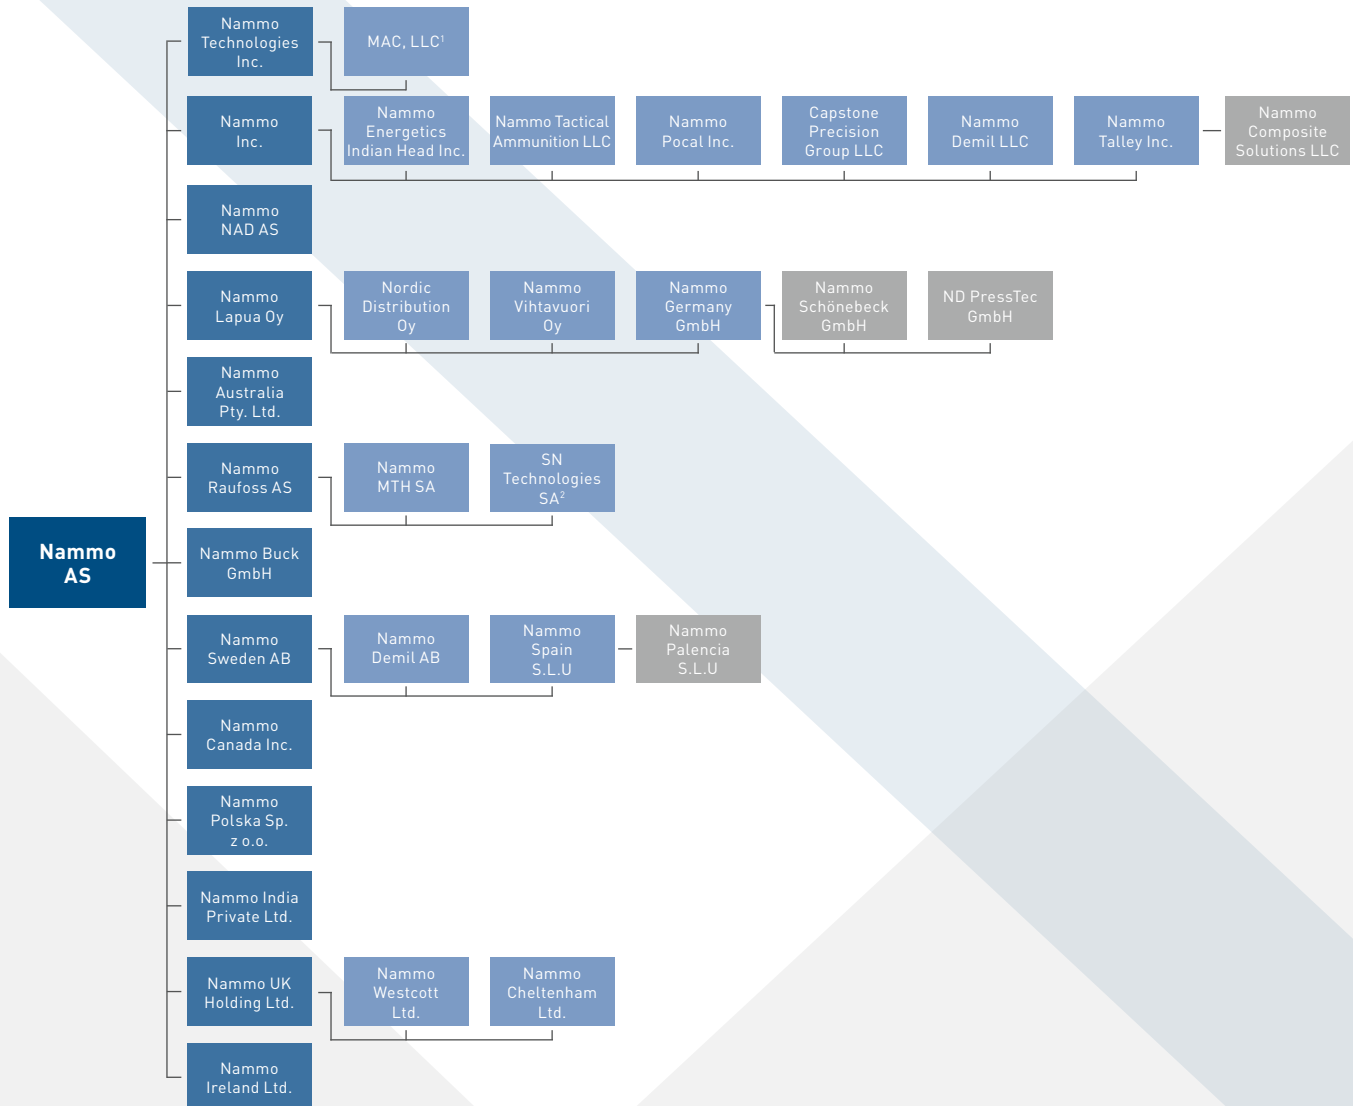 Nammo
Technologies
Inc.
MAC, LLC¹
Nammo
Inc.
Nammo
Energetics
Indian Head Inc.
Nammo Tactical
Ammunition LLC
Nammo
Pocal Inc.
Capstone
Precision
Group LLC
Nammo
Demil LLC
Nammo
Talley Inc.
Nammo
Composite
Solutions LLC
Nammo
NAD AS
Nammo
Lapua Oy
Nordic
Distribution
Oy
Nammo
Vihtavuori
Oy
Nammo
Germany
GmbH
Nammo
Schönebeck
GmbH
ND PressTec
GmbH
Nammo
Australia
Pty. Ltd.
Nammo
Raufoss AS
Nammo
MTH SA
SN
Technologies
SA²
Nammo
AS
Nammo Buck
GmbH
Nammo
Sweden AB
Nammo
Demil AB
Nammo
Spain
S.L.U
Nammo
Palencia
S.L.U
Nammo
Canada Inc.
Nammo
Polska Sp.
z o.o.
Nammo India
Private Ltd.
Nammo UK
Holding Ltd.
Nammo
Westcott
Ltd.
Nammo
Cheltenham
Ltd.
Nammo
Ireland Ltd.